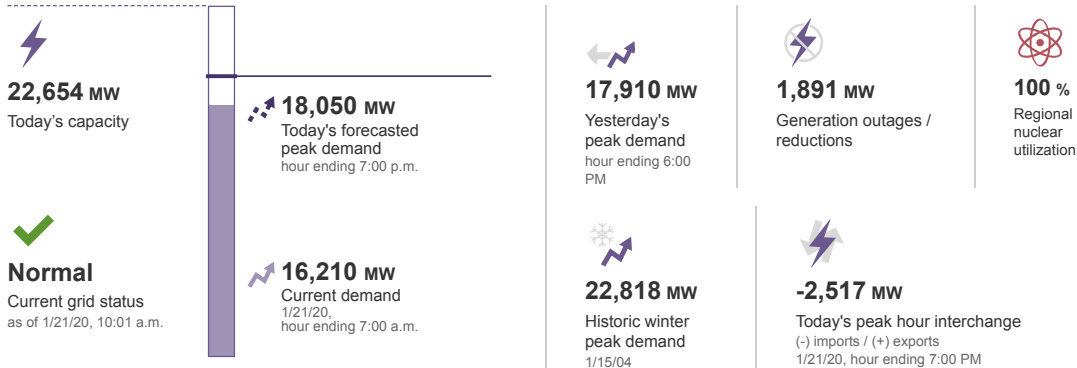 22,654 MW
Today's capacity
Normal
Current grid status
as of 1/21/20, 10:01 a.m.
18,050 MW
Today's forecasted
peak demand
hour ending 7:00 p.m.
16,210 MW
Current demand
1/21/20,
hour ending 7:00 a.m.
17,910 MW
Yesterday's
peak demand
hour ending 6:00
PM
1,891 MW
Generation outages /
reductions
100 %
Regional
nuclear
utilization
22,818 MW
Historic winter
peak demand
1/15/04
-2,517 MW
Today's peak hour interchange
(-) imports / (+) exports
1/21/20, hour ending 7:00 PM